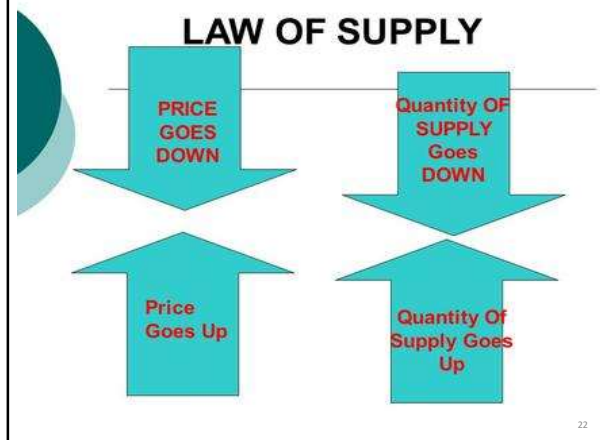 LAW OF SUPPLY
PRICE
GOES
DOWN
Quantity OF
SUPPLY
Goes
DOWN
Price
Goes Up
Quantity Of
Supply Goes
Up
22